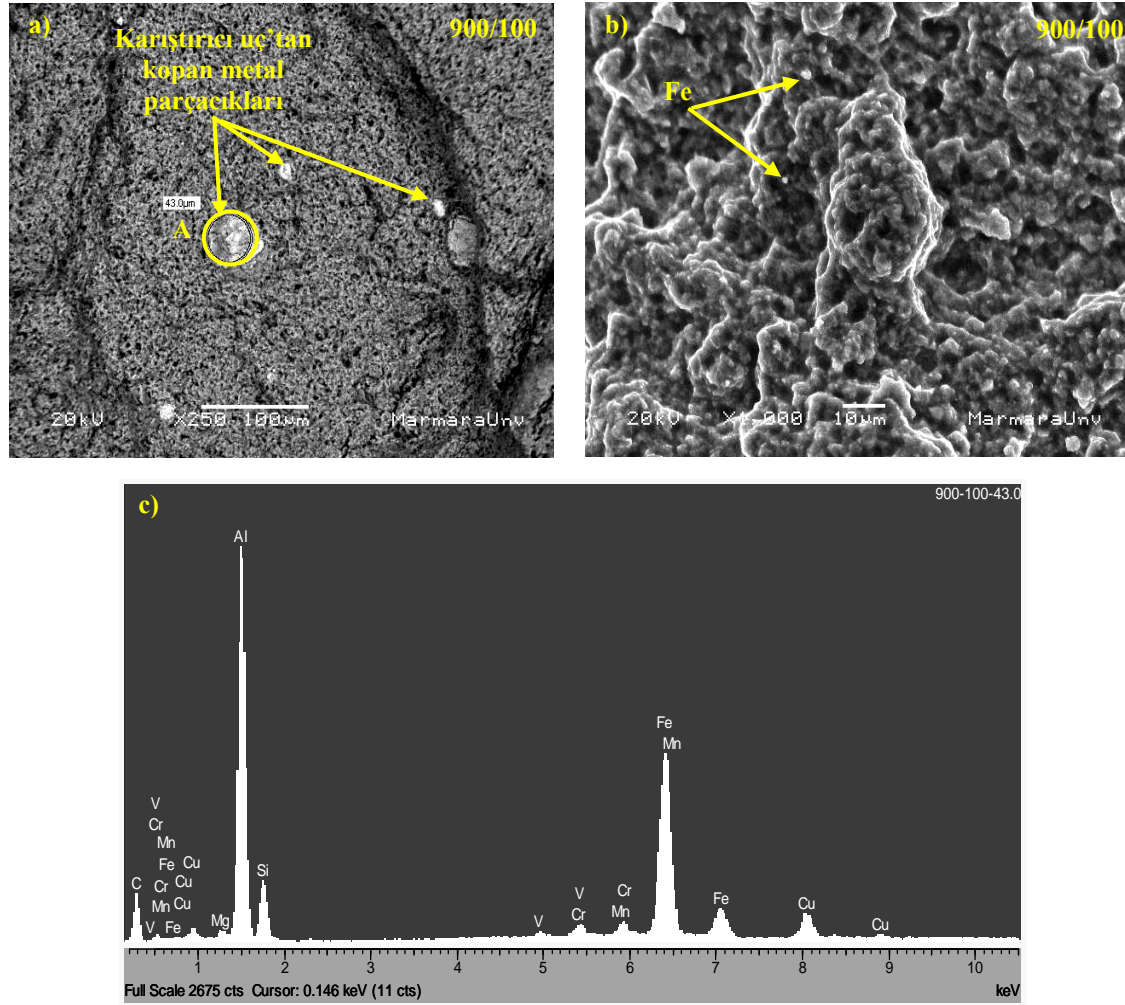 a)
900/100
Karıştırıcı uç’tan
kopan metal
parçacıkları
43.0µm
A
20kV X250 100µm MarmaraUnv
b)
900/100
Fe
20kV X1,000 10µm MarmaraUnv
c)
900-100-43.0
Al
Fe
Mn
V
Cr
Mn
Fe Cu
C Cr Cu
Mn Cu
V Fe
Mg
Si
V
V
Cr
Cr
Mn
Fe
Cu
Cu
1 2 3 4 5 6 7 8 9 10
Full Scale 2675 cts Cursor: 0.146 keV (11 cts) keV